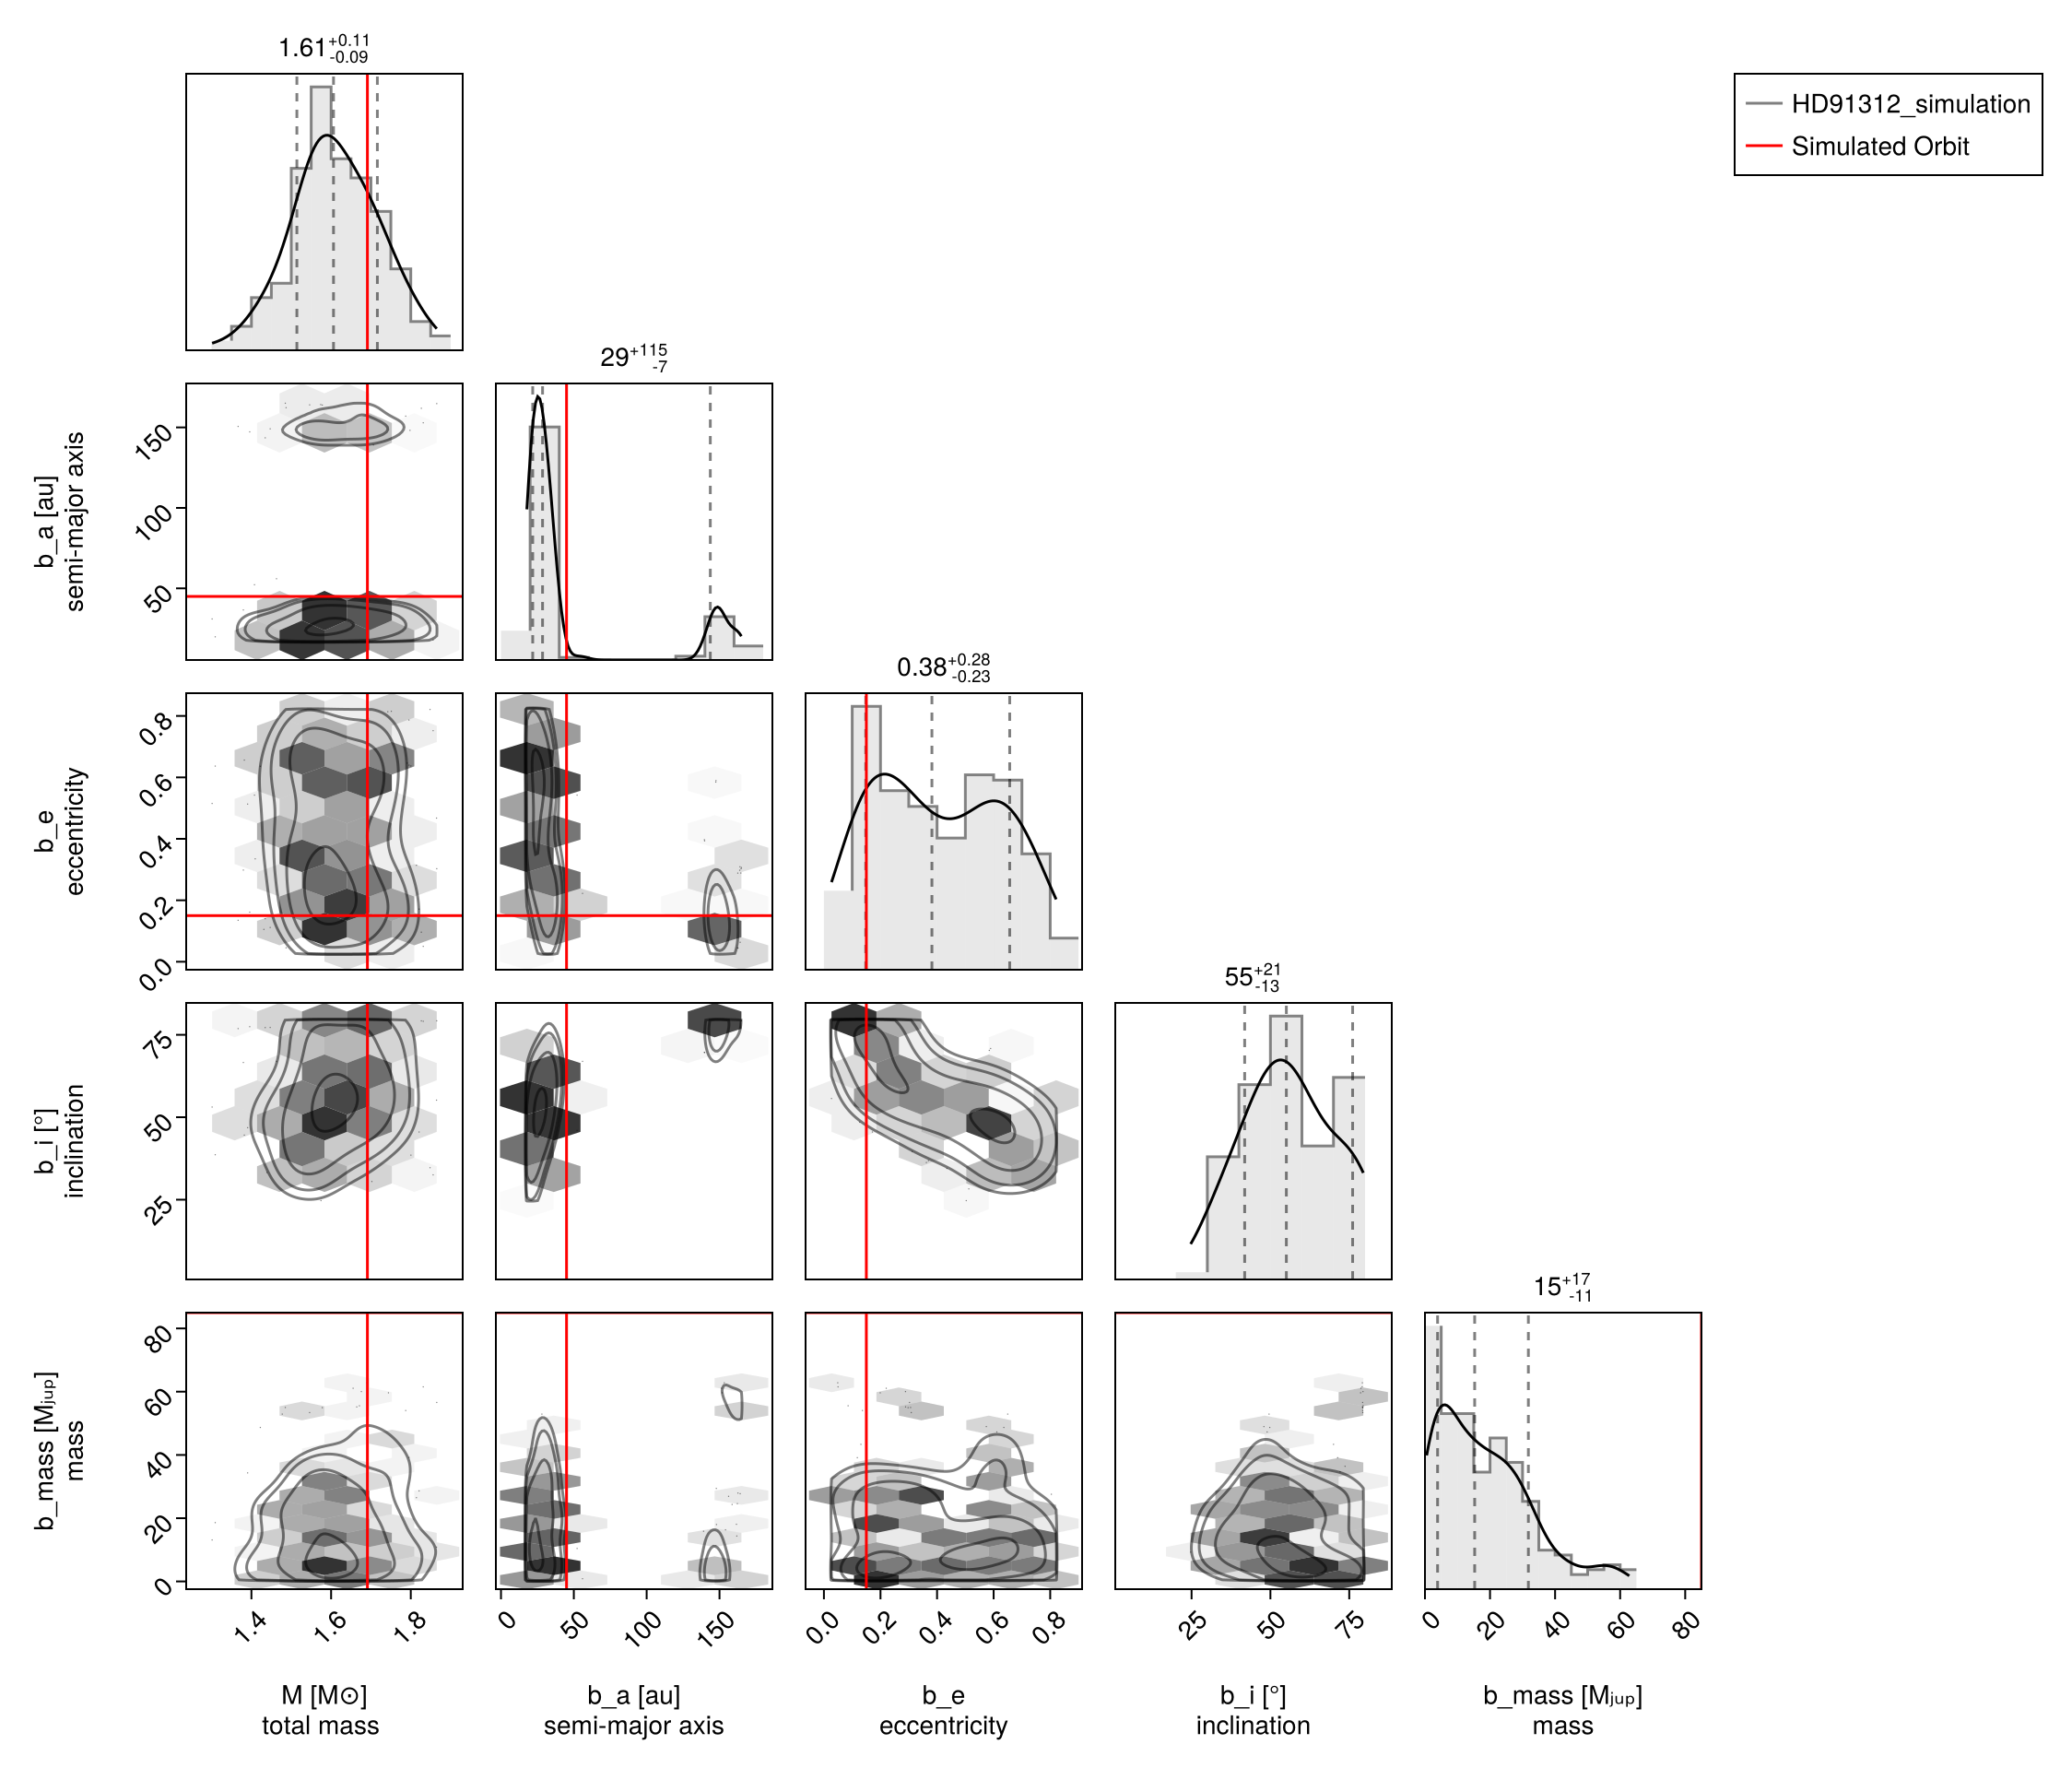 1.61+0.11-0.09
HD91312_simulation
Simulated Orbit
29+115-7
b_a [au]
semi-major axis
150
100
50
0.38+0.28-0.23
b_e
eccentricity
0.8
0.6
0.4
0.2
0.0
55+21-13
b_i [°]
inclination
75
50
25
15+17-11
b_mass [Mⱼᵤₚ]
mass
80
60
40
20
0
1.4 1.6 1.8
0 50 100 150
0.0 0.2 0.4 0.6 0.8
25 50 75
0 20 40 60 80
M [M⊙]
total mass
b_a [au]
semi-major axis
b_e
eccentricity
b_i [°]
inclination
b_mass [Mⱼᵤₚ]
mass